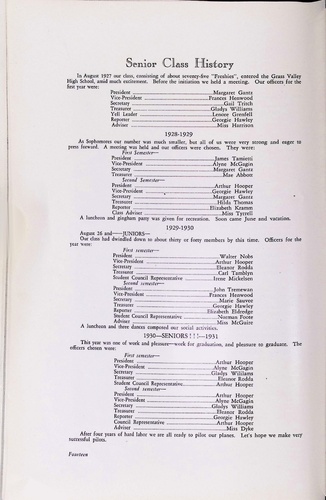 Senior Class History
In August 1927 our class, consisting of about seventy-five "Freshies", entered the Grass Valley
High School, amid much excitement. Before the initiation we held a meeting. Our officers for the
first year were:
President Margaret Gantz
Vice-President Frances Henwood
Secretary Gail Tritch
Treasurer Gladys Williams
Yell Leader Lenore Grenfell
Reporter Georgie Hawley
Adviser Miss Harrison
1928-1929
As Sophomores our number was much smaller, but all of us were very strong and eager to
press forward. A meeting was held and our officers were chosen. They were:
First Semester—
President James Tamietti
Vice-President Alyne McGagin
Secretary Margaret Gantz
Treasurer Mae Abbott
Second Semester—
President Arthur Hooper
Vice-President Georgie Hawley
Secretary Margaret Gantz
Treasurer Hilda Thomas
Reporter Elizabeth Kramm
Class Adviser Miss Tyrrell
A luncheon and gingham party was given for recreation. Soon came June and vacation.
1929-1930
August 26 and——JUNIORS—
Our class had dwindled down to about thirty or forty members by this time. Officers for the
year were:
First semester—
President Walter Nobs
Vice-President Arthur Hooper
Secretary Eleanor Rodda
Treasurer Carl Tamblyn
Student Council Representative Irene Mickelsen
Second semester—
President John Trenewan
Vice-President Frances Henwood
Secretary Marie Sauvee
Treasurer Georgie Hawley
Reporter Elizabeth Eldredge
Student Council Representative Norman Foote
Adviser Miss McGuire
A luncheon and three dances composed our social activities.
1930—SENIORS!!!—1931
This year was one of work and pleasure—work for graduation, and pleasure to graduate. The
officers chosen were:
First semester—
President Arthur Hooper
Vice-President Alyne McGagin
Secretary Gladys Williams
Treasurer Eleanor Rodda
Student Council Representative Arthur Hooper
Second semester—
President Arthur Hooper
Vice-President Alyne McGagin
Secretary Gladys Williams
Treasurer Eleanor Rodda
Reporter Georgie Hawley
Council Representative Arthur Hooper
Adviser Miss Dyke
After four years of hard labor we are all ready to pilot our planes. Let's hope we make very
successful pilots.
Fourteen